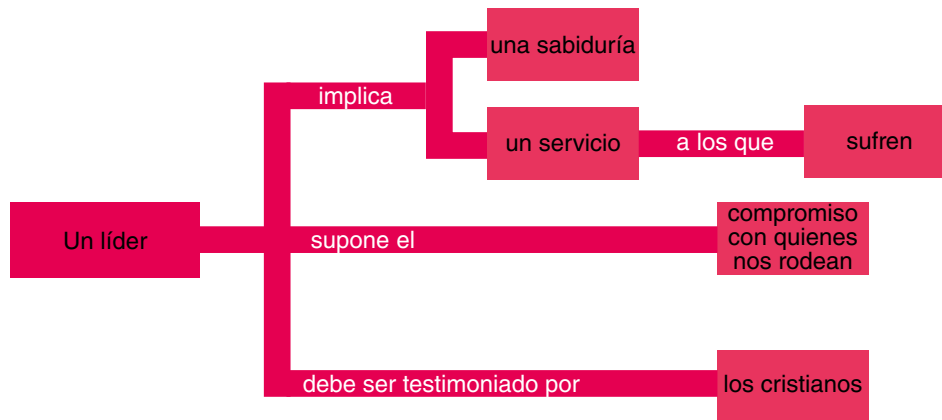 una sabiduría
implica
un servicio
a los que
sufren
Un líder
supone el
compromiso
con quienes
nos rodean
debe ser testimoniado por
los cristianos